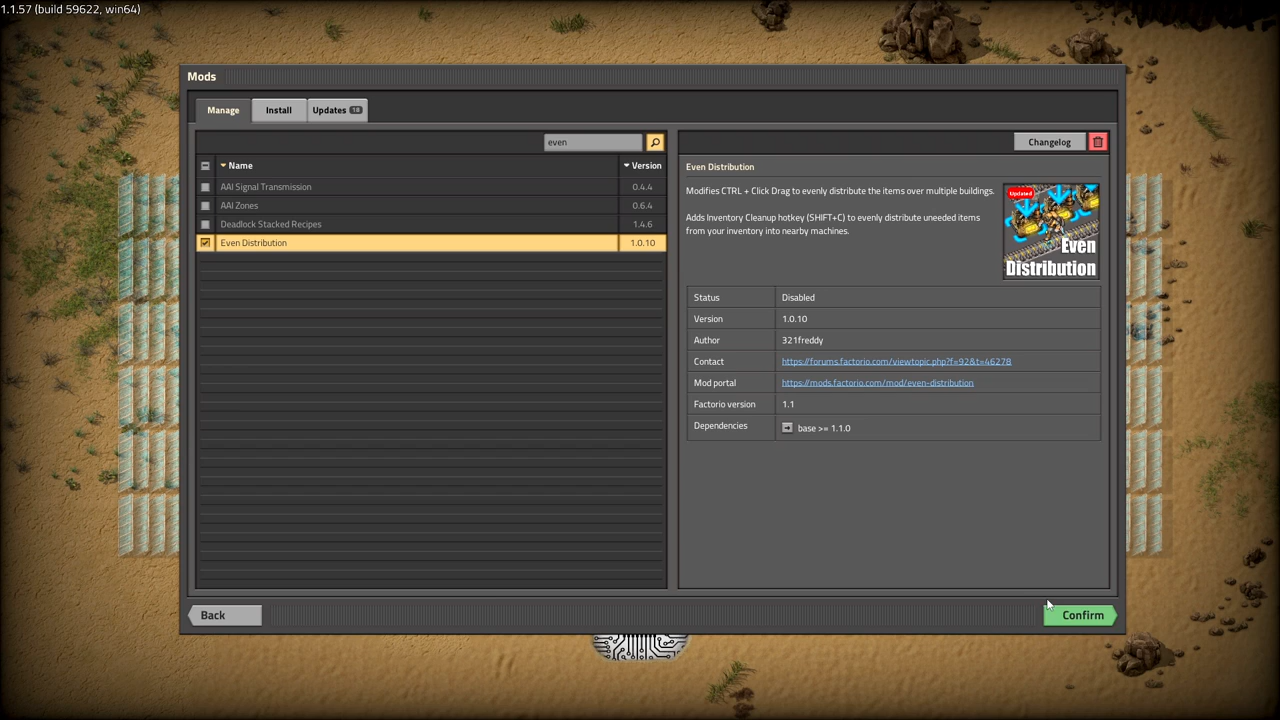 1.1.57 (build 59622, win64)
Mods
Manage
Install
Updates 18
even
Changelog
Name
Version
AAI Signal Transmission 0.4.4
AAI Zones 0.6.4
Deadlock Stacked Recipes 1.4.6
Even Distribution 1.0.10
Even Distribution
Modifies CTRL + Click Drag to evenly distribute the items over multiple buildings.
Adds Inventory Cleanup hotkey (SHIFT+C) to evenly distribute uneeded items
from your inventory into nearby machines.
Updated
Even
Distribution
Status Disabled
Version 1.0.10
Author 321freddy
Contact https://forums.factorio.com/viewtopic.php?f=92&t=46278
Mod portal https://mods.factorio.com/mod/even-distribution
Factorio version 1.1
Dependencies base >= 1.1.0
Back
Confirm